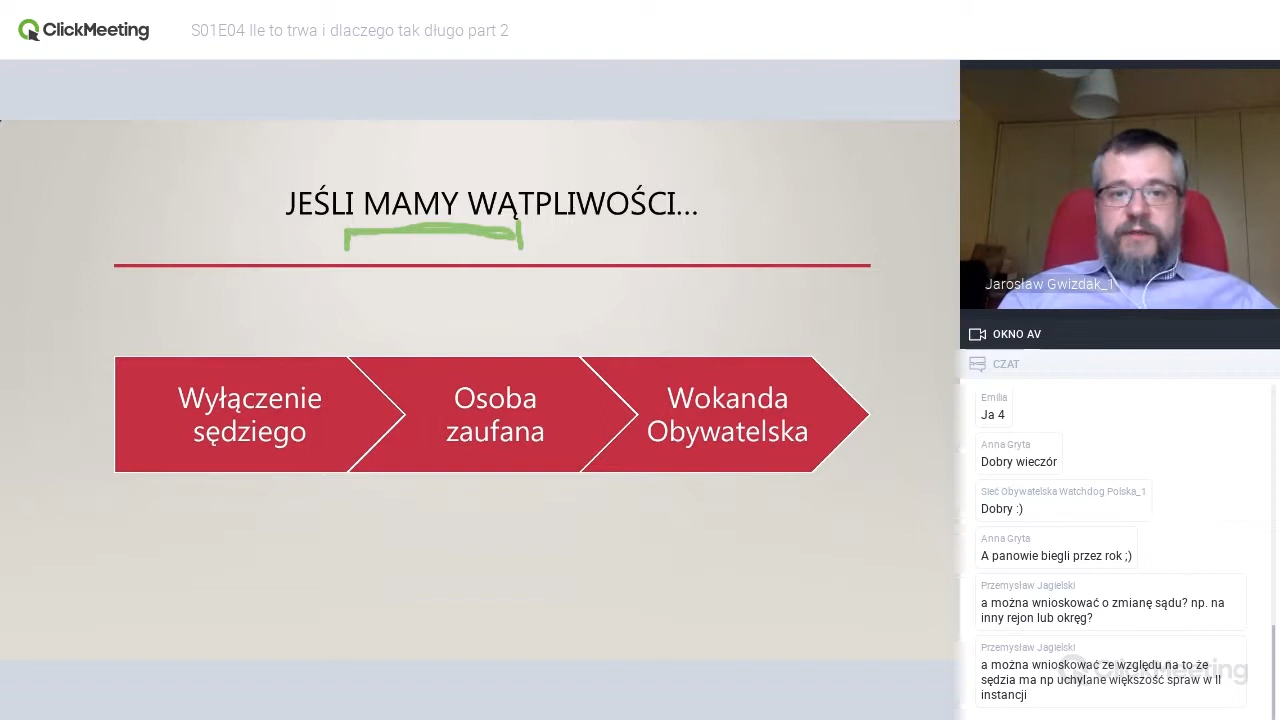 ClickMeeting
S01E04 Ile to trwa i dlaczego tak długo part 2
JEŚLI MAMY WĄTPLIWOŚCI...
Wyłączenie
sędziego
Osoba
zaufana
Wokanda
Obywatelska
Jarosław Gwizdak_1
OKNO AV
CZAT
Emilia
Ja 4
Anna Gryta
Dobry wieczór
Sieć Obywatelska Watchdog Polska_1
Dobry :)
Anna Gryta
A panowie biegli przez rok ;)
Przemysław Jagielski
a można wnioskować o zmianę sądu? np. na
inny rejon lub okręg?
Przemysław Jagielski
a można wnioskować ze względu na to że
sędzia ma np uchylane większość spraw w II
instancji
ClickMeeting